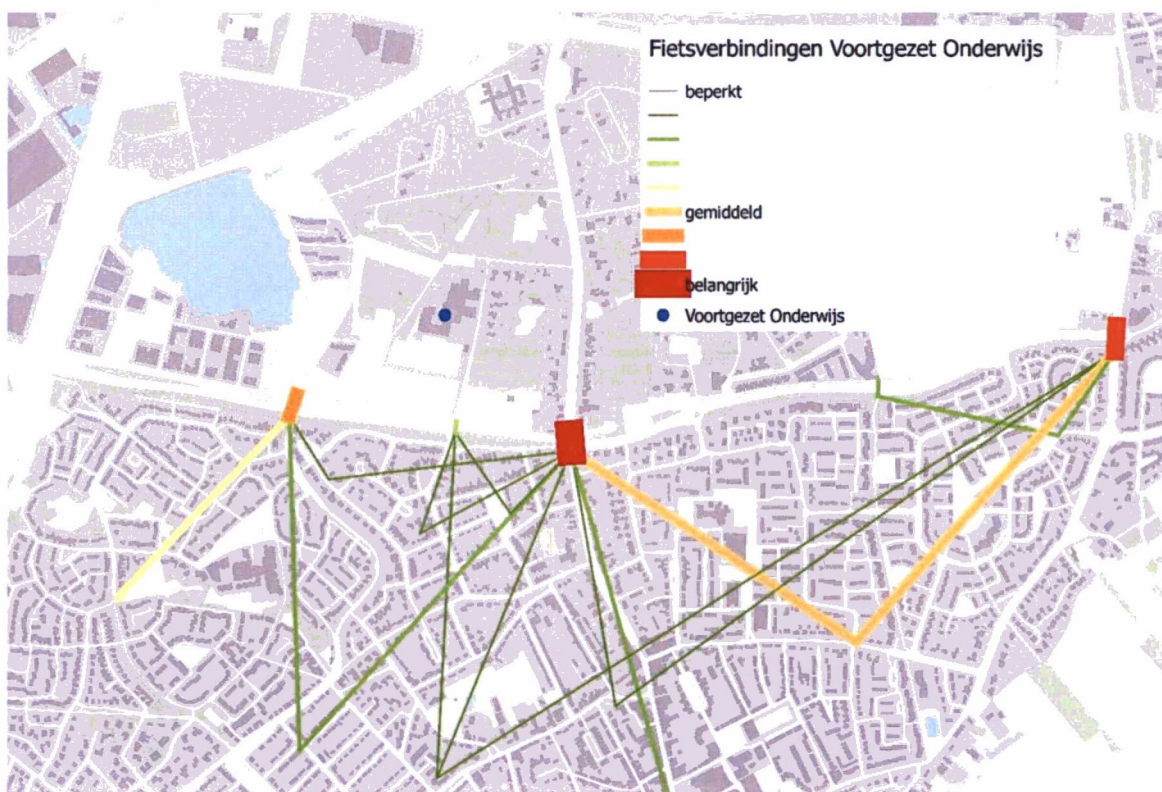 Fietsverbindingen Voortgezet Onderwijs
beperkt
gemiddeld
belangrijk
Voortgezet Onderwijs